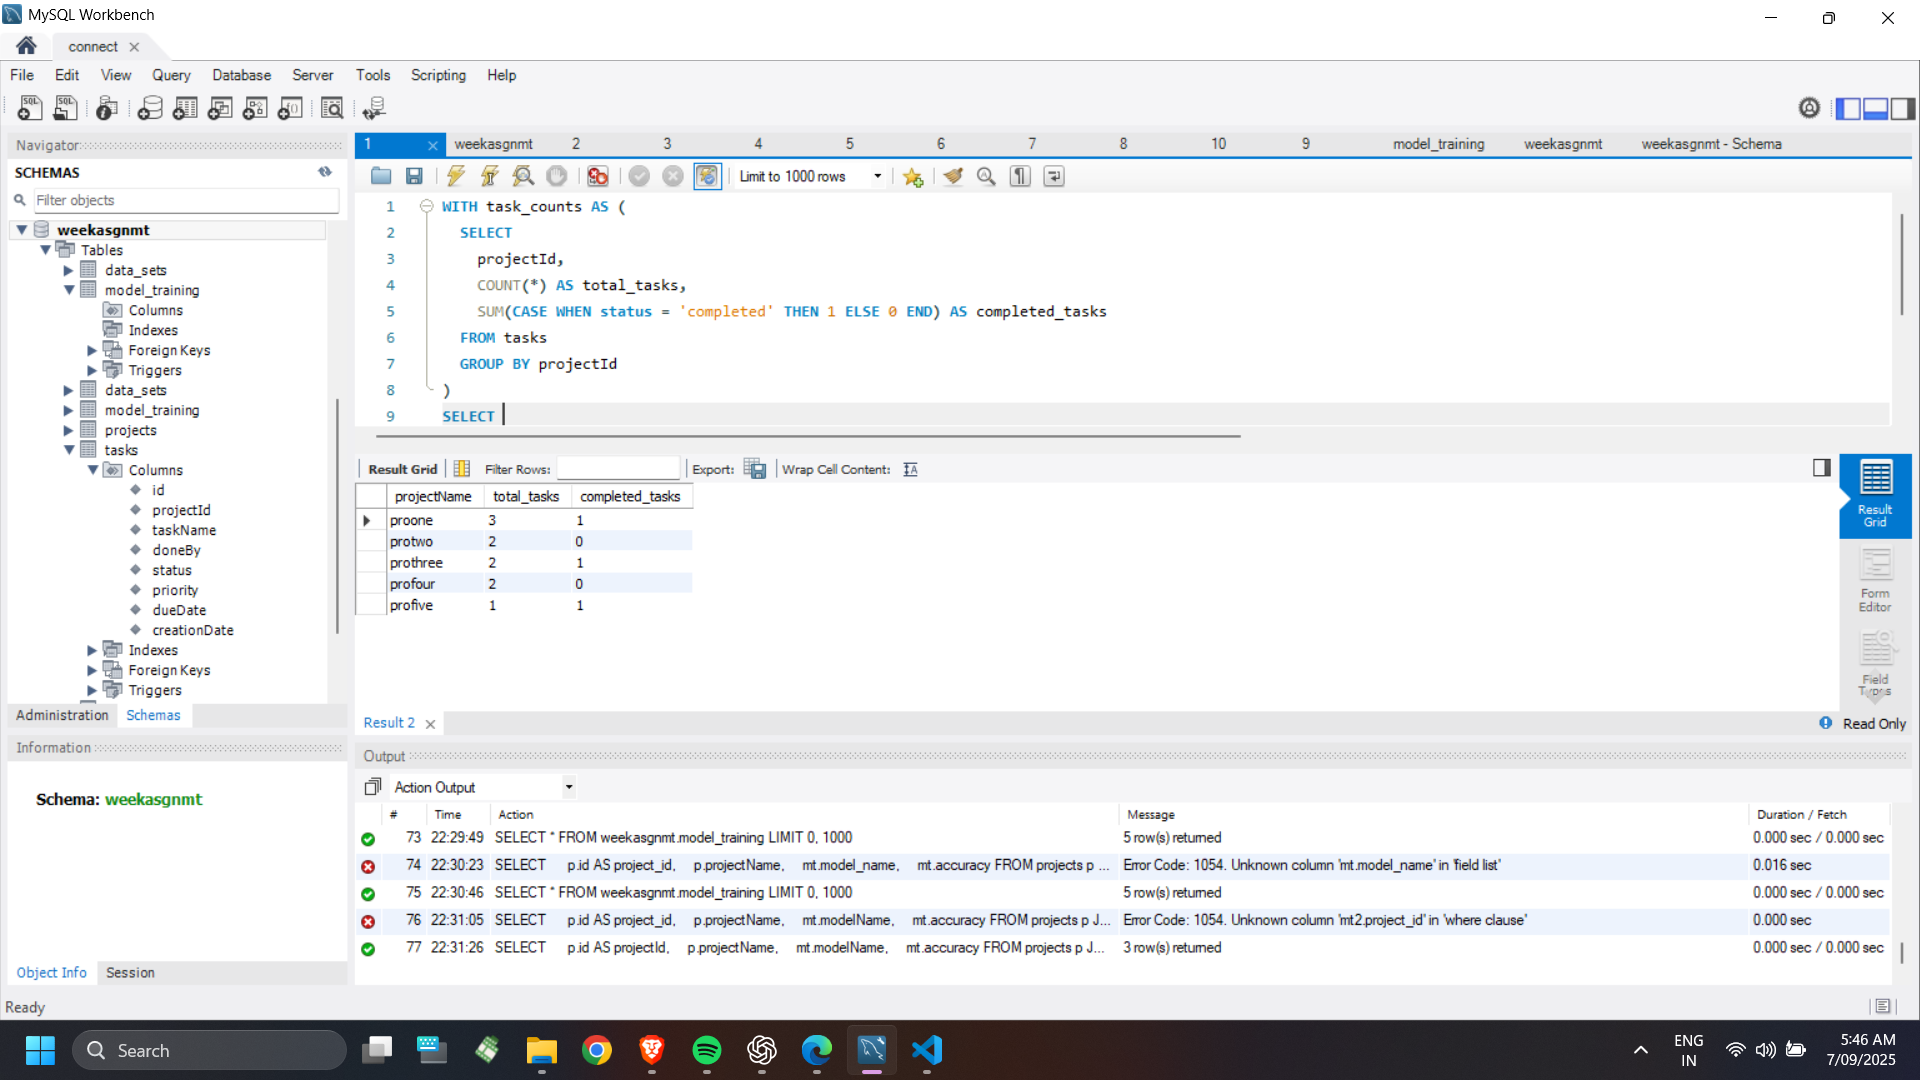 MySQL Workbench
connect
File Edit View Query Database Server Tools Scripting Help
Navigator
SCHEMAS
Filter objects
weekasgnmt
Tables
data_sets
model_training
Columns
Indexes
Foreign Keys
Triggers
data_sets
model_training
projects
tasks
Columns
id
projectId
taskName
doneBy
status
priority
dueDate
creationDate
Indexes
Foreign Keys
Triggers
Administration Schemas
Information
Schema: weekasgnmt
Object Info Session
Ready
1 weekasgnmt 2 3 4 5 6 7 8 10 9 model_training weekasgnmt weekasgnmt - Schema
Limit to 1000 rows
1 WITH task_counts AS (
2 SELECT
3 projectId,
4 COUNT(*) AS total_tasks,
5 SUM(CASE WHEN status = 'completed' THEN 1 ELSE 0 END) AS completed_tasks
6 FROM tasks
7 GROUP BY projectId
8 )
9 SELECT
Result Grid Filter Rows: Export: Wrap Cell Content:
projectName total_tasks completed_tasks
proone 3 1
protwo 2 0
prothree 2 1
profour 2 0
profive 1 1
Result Grid
Form Editor
Field Types
Result 2
Read Only
Output
Action Output
# Time Action Message Duration / Fetch
73 22:29:49 SELECT * FROM weekasgnmt.model_training LIMIT 0, 1000 5 row(s) returned 0.000 sec / 0.000 sec
74 22:30:23 SELECT p.id AS project_id, p.projectName, mt.model_name, mt.accuracy FROM projects p ... Error Code: 1054. Unknown column 'mt.model_name' in 'field list' 0.016 sec
75 22:30:46 SELECT * FROM weekasgnmt.model_training LIMIT 0, 1000 5 row(s) returned 0.000 sec / 0.000 sec
76 22:31:05 SELECT p.id AS project_id, p.projectName, mt.modelName, mt.accuracy FROM projects p J... Error Code: 1054. Unknown column 'mt2.project_id' in 'where clause' 0.000 sec
77 22:31:26 SELECT p.id AS projectId, p.projectName, mt.modelName, mt.accuracy FROM projects p J... 3 row(s) returned 0.000 sec / 0.000 sec
Search
ENG
IN
5:46 AM
7/09/2025